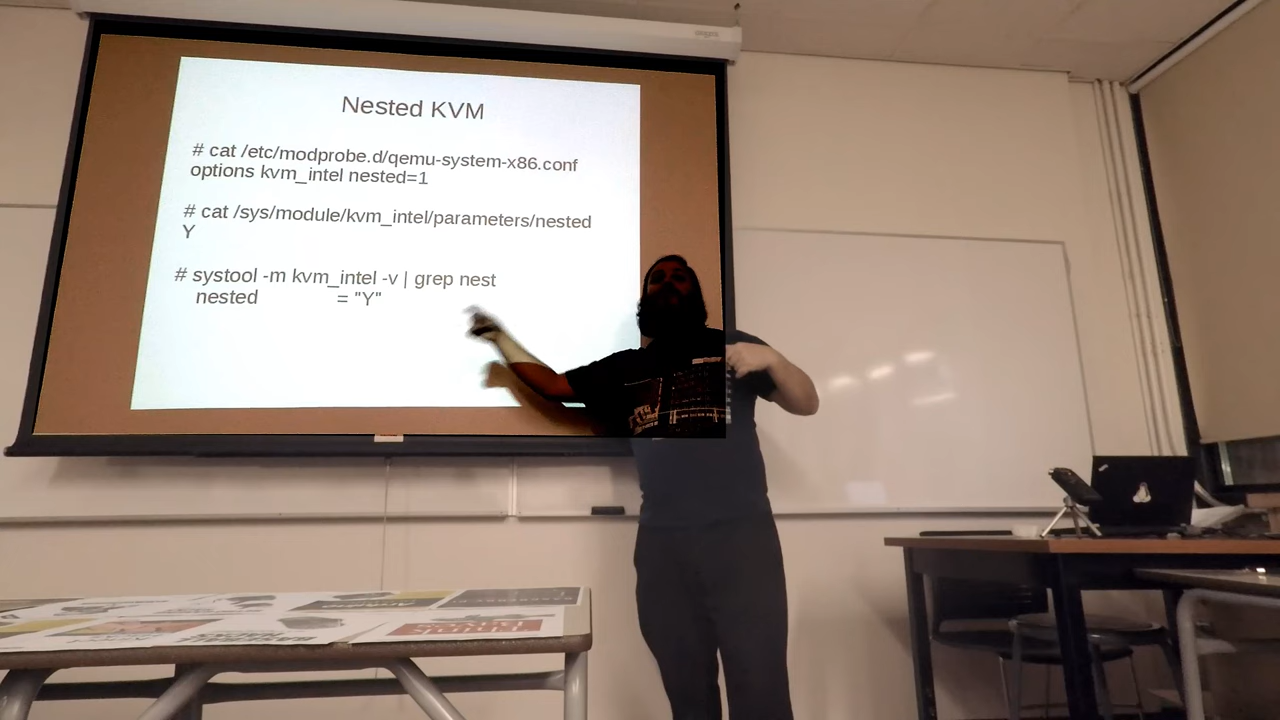 Nested KVM
# cat /etc/modprobe.d/qemu-system-x86.conf
options kvm_intel nested=1
# cat /sys/module/kvm_intel/parameters/nested
Y
# systool -m kvm_intel -v | grep nest
nested = "Y"